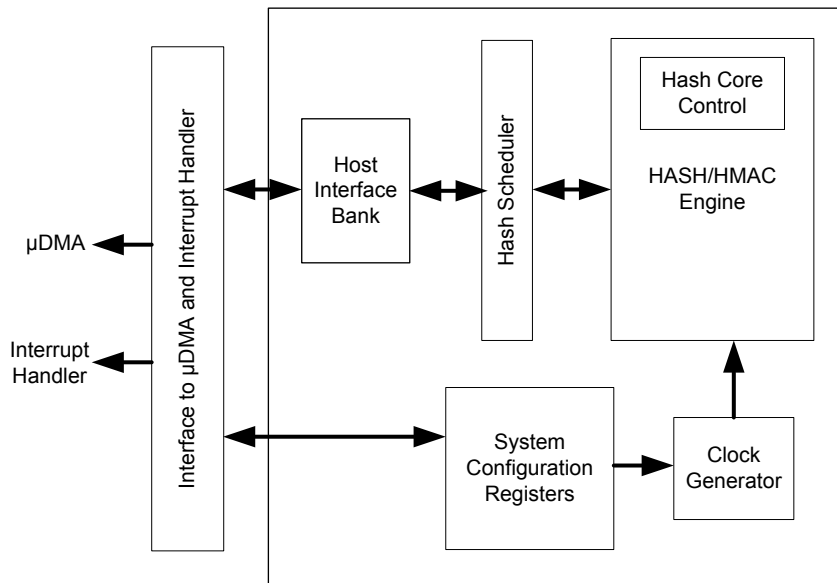 Hash Core
Control
HASH/HMAC
Engine
Hash Scheduler
Host
Interface
Bank
Interface to µDMA and Interrupt Handler
µDMA
Interrupt
Handler
System
Configuration
Registers
Clock
Generator